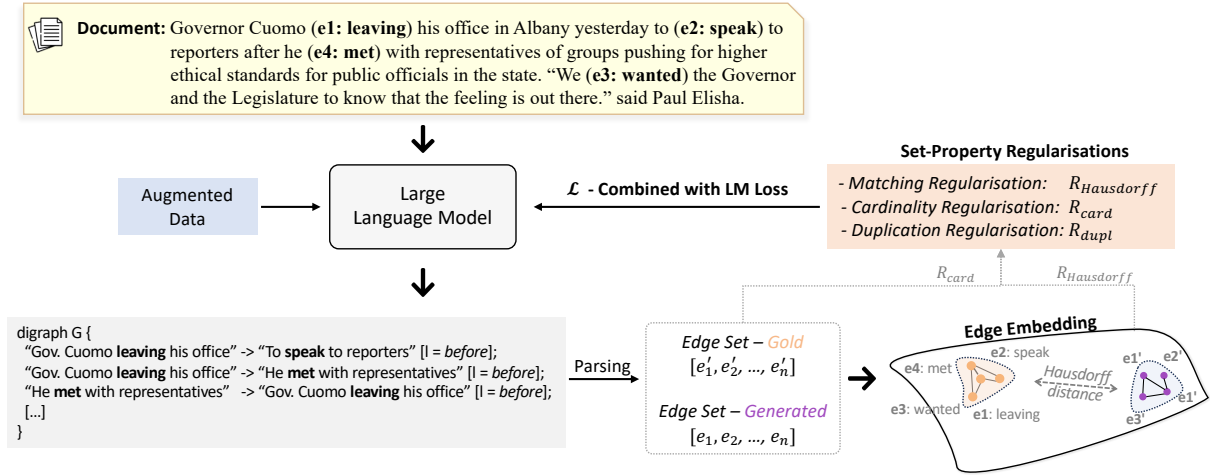 Document: Governor Cuomo (e1: leaving) his office in Albany yesterday to (e2: speak) to
reporters after he (e4: met) with representatives of groups pushing for higher
ethical standards for public officials in the state. “We (e3: wanted) the Governor
and the Legislature to know that the feeling is out there.” said Paul Elisha.
Set-Property Regularisations
Augmented
Data
Large
Language Model
ℒ - Combined with LM Loss
- Matching Regularisation: R_Hausdorff
- Cardinality Regularisation: R_card
- Duplication Regularisation: R_dupl
R_card
R_Hausdorff
digraph G {
“Gov. Cuomo leaving his office” -> “To speak to reporters” [l = before];
“Gov. Cuomo leaving his office” -> “He met with representatives” [l = before];
“He met with representatives” -> “Gov. Cuomo leaving his office” [l = before];
[...]
}
Parsing
Edge Set – Gold
[e′₁, e′₂, ..., e′ₙ]
Edge Set – Generated
[e₁, e₂, ..., eₙ]
Edge Embedding
e2: speak
e4: met
e3: wanted
e1: leaving
Hausdorff
distance
e1'
e2'
e1'
e3'